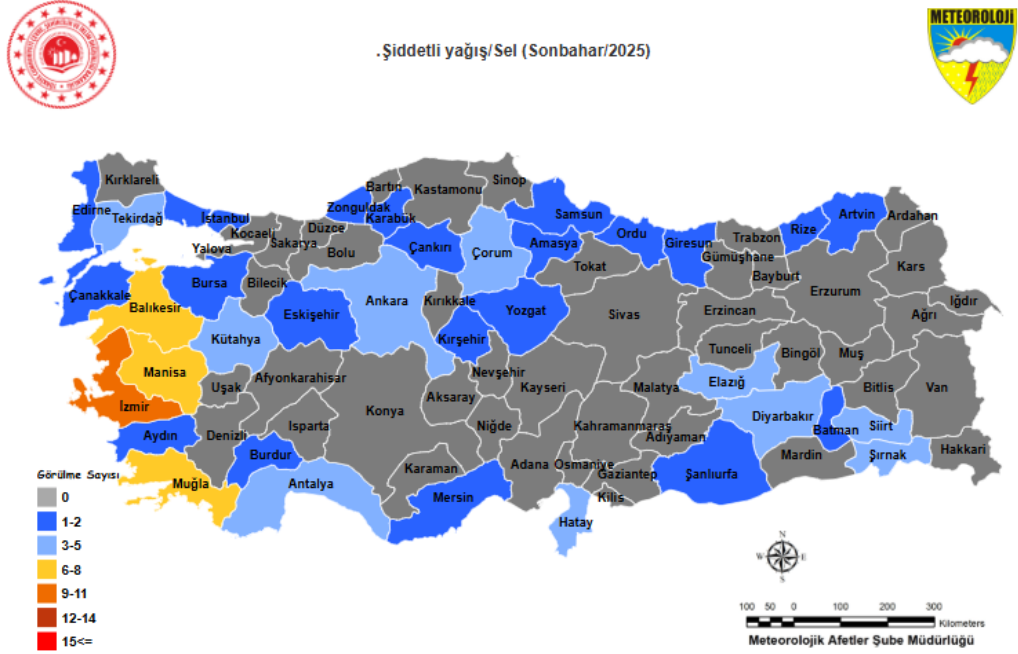 METEOROLOJİ
.Şiddetli yağış/Sel (Sonbahar/2025)
Kırklareli
Edirne
Tekirdağ
İstanbul
Kocaeli
Yalova
Sakarya
Düzce
Bolu
Zonguldak
Bartın
Karabük
Kastamonu
Sinop
Çankırı
Çorum
Samsun
Amasya
Tokat
Ordu
Giresun
Trabzon
Gümüşhane
Bayburt
Rize
Artvin
Ardahan
Kars
Iğdır
Ağrı
Erzurum
Erzincan
Çanakkale
Balıkesir
Bursa
Bilecik
Eskişehir
Kütahya
Ankara
Kırıkkale
Kırşehir
Yozgat
Sivas
Tunceli
Bingöl
Muş
Bitlis
Van
Manisa
İzmir
Uşak
Afyonkarahisar
Konya
Aksaray
Nevşehir
Kayseri
Niğde
Malatya
Elazığ
Diyarbakır
Batman
Siirt
Şırnak
Hakkari
Mardin
Aydın
Denizli
Isparta
Burdur
Muğla
Antalya
Karaman
Mersin
Adana
Osmaniye
Kahramanmaraş
Adıyaman
Gaziantep
Kilis
Şanlıurfa
Hatay
Görülme Sayısı
0
1-2
3-5
6-8
9-11
12-14
15<=
N
W E
S
100 50 0 100 200 300
Kilometers
Meteorolojik Afetler Şube Müdürlüğü